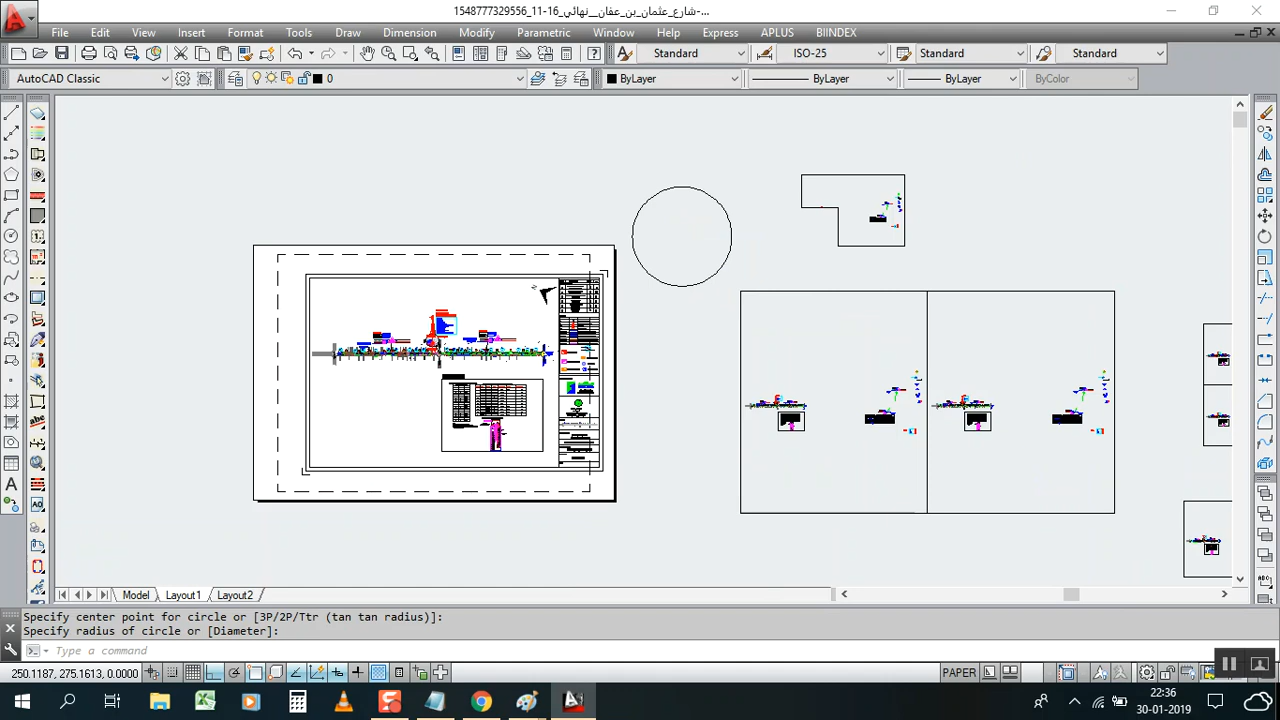 شارع_عثمان_بن_عفان__نهائي_16-11_1548777329556-...
File Edit View Insert Format Tools Draw Dimension Modify Parametric Window Help Express APLUS BIINDEX
Standard ISO-25 Standard Standard
AutoCAD Classic 0 ByLayer ByLayer ByLayer ByColor
Model Layout1 Layout2
Specify center point for circle or [3P/2P/Ttr (tan tan radius)]:
Specify radius of circle or [Diameter]:
Type a command
250.1187, 275.1613, 0.0000 PAPER
22:36
30-01-2019